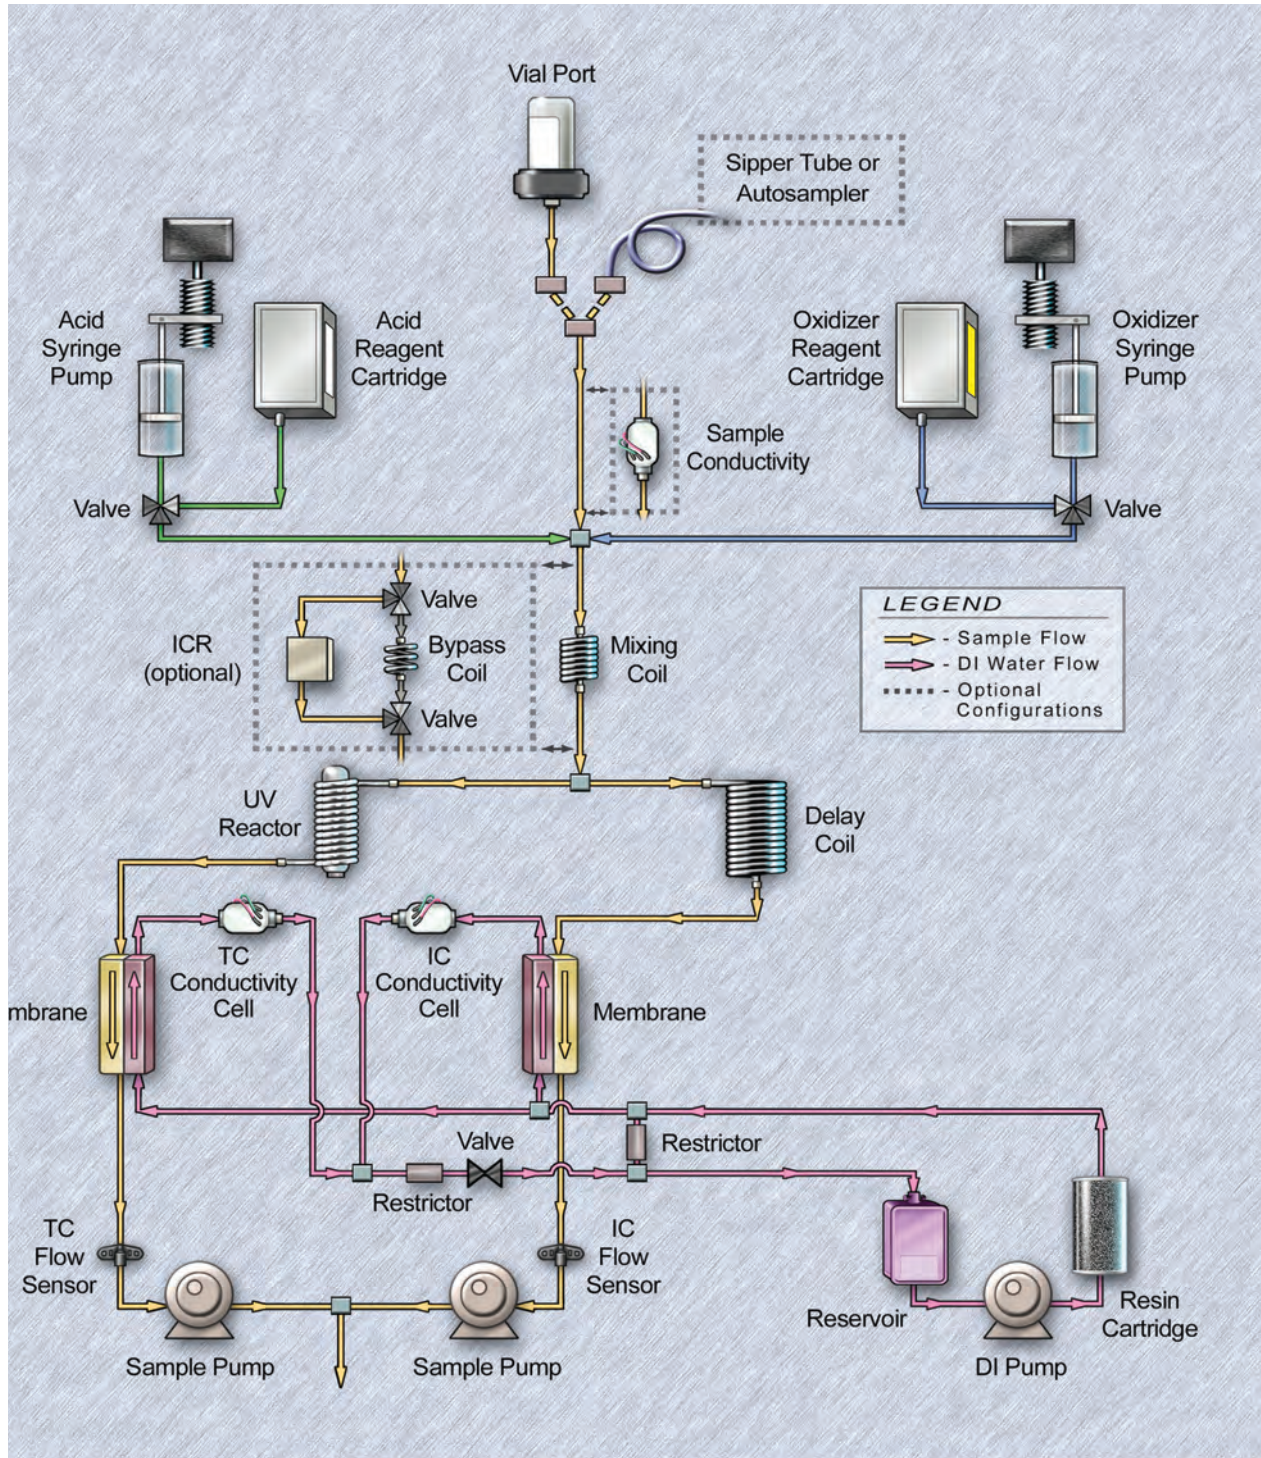 Vial Port
Sipper Tube or
Autosampler
Acid
Syringe
Pump
Acid
Reagent
Cartridge
Oxidizer
Reagent
Cartridge
Oxidizer
Syringe
Pump
Sample
Conductivity
Valve
Valve
Valve
ICR
(optional)
Bypass
Coil
Mixing
Coil
Valve
LEGEND
- Sample Flow
- DI Water Flow
- Optional
Configurations
UV
Reactor
Delay
Coil
TC
Conductivity
Cell
IC
Conductivity
Cell
mbrane
Membrane
Valve
Restrictor
Restrictor
TC
Flow
Sensor
IC
Flow
Sensor
Reservoir
Resin
Cartridge
Sample Pump
Sample Pump
DI Pump